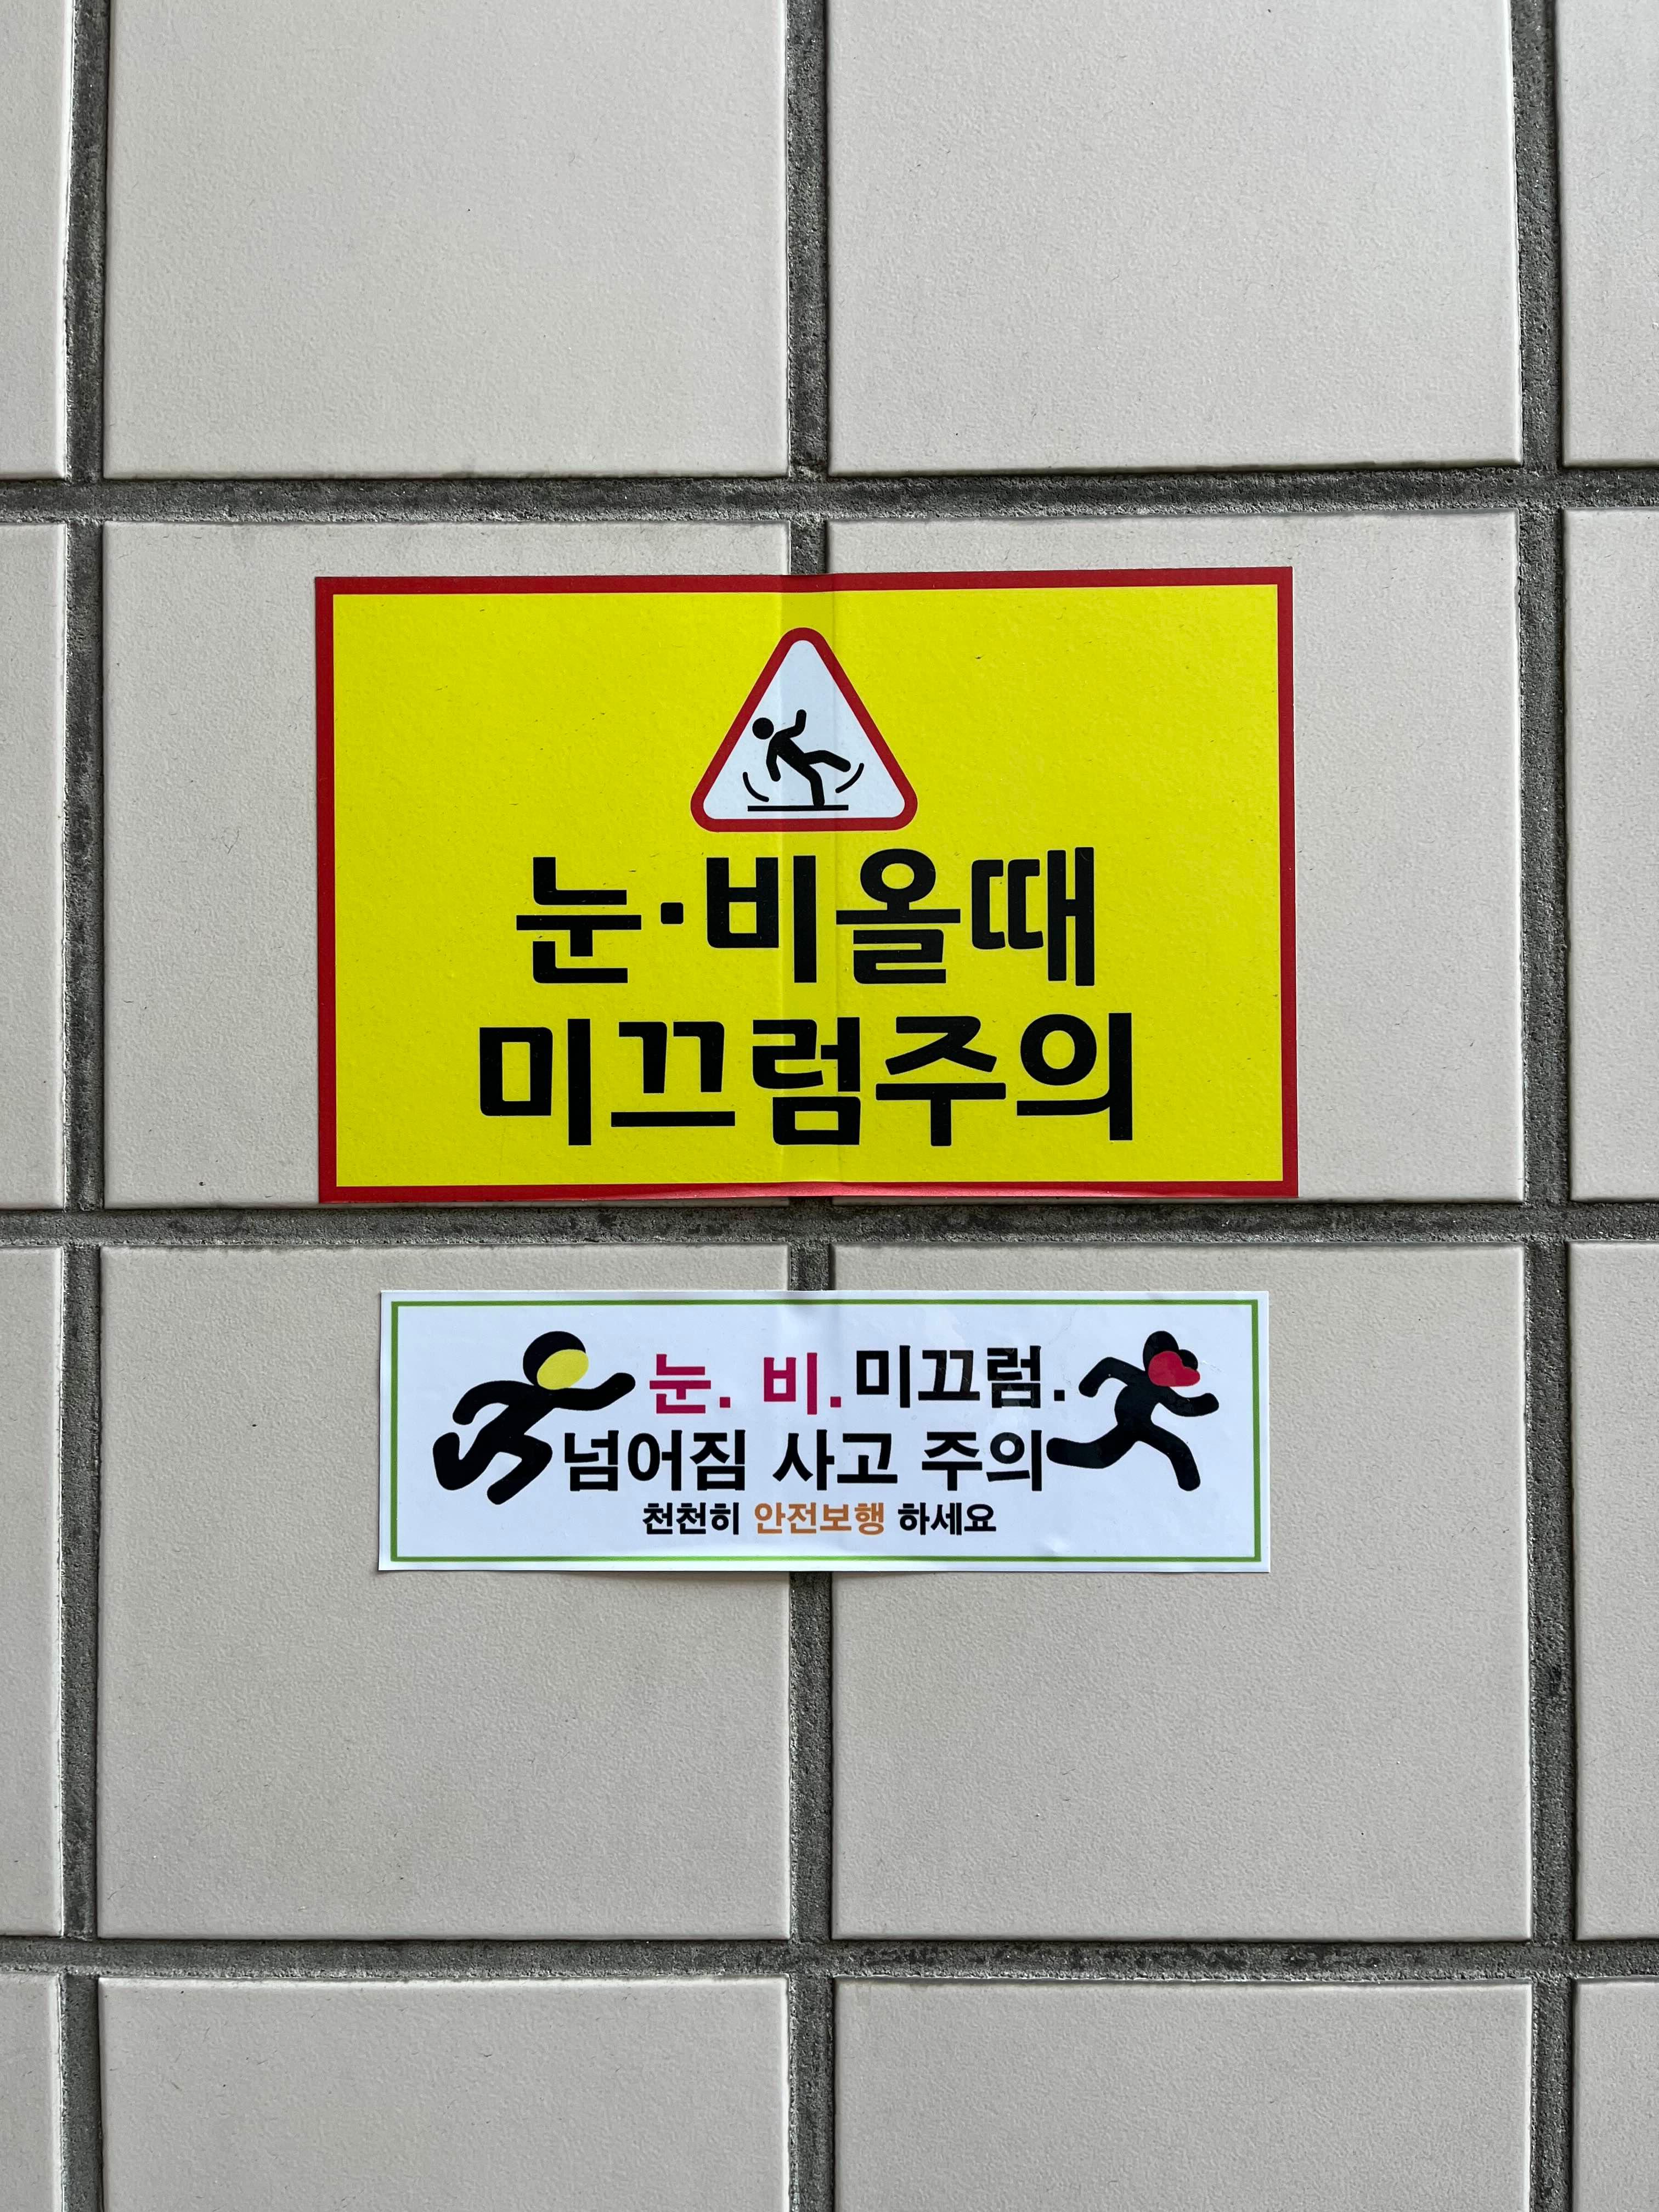 눈·비올때
미끄럼주의
눈. 비. 미끄럼.
넘어짐 사고 주의
천천히 안전보행 하세요